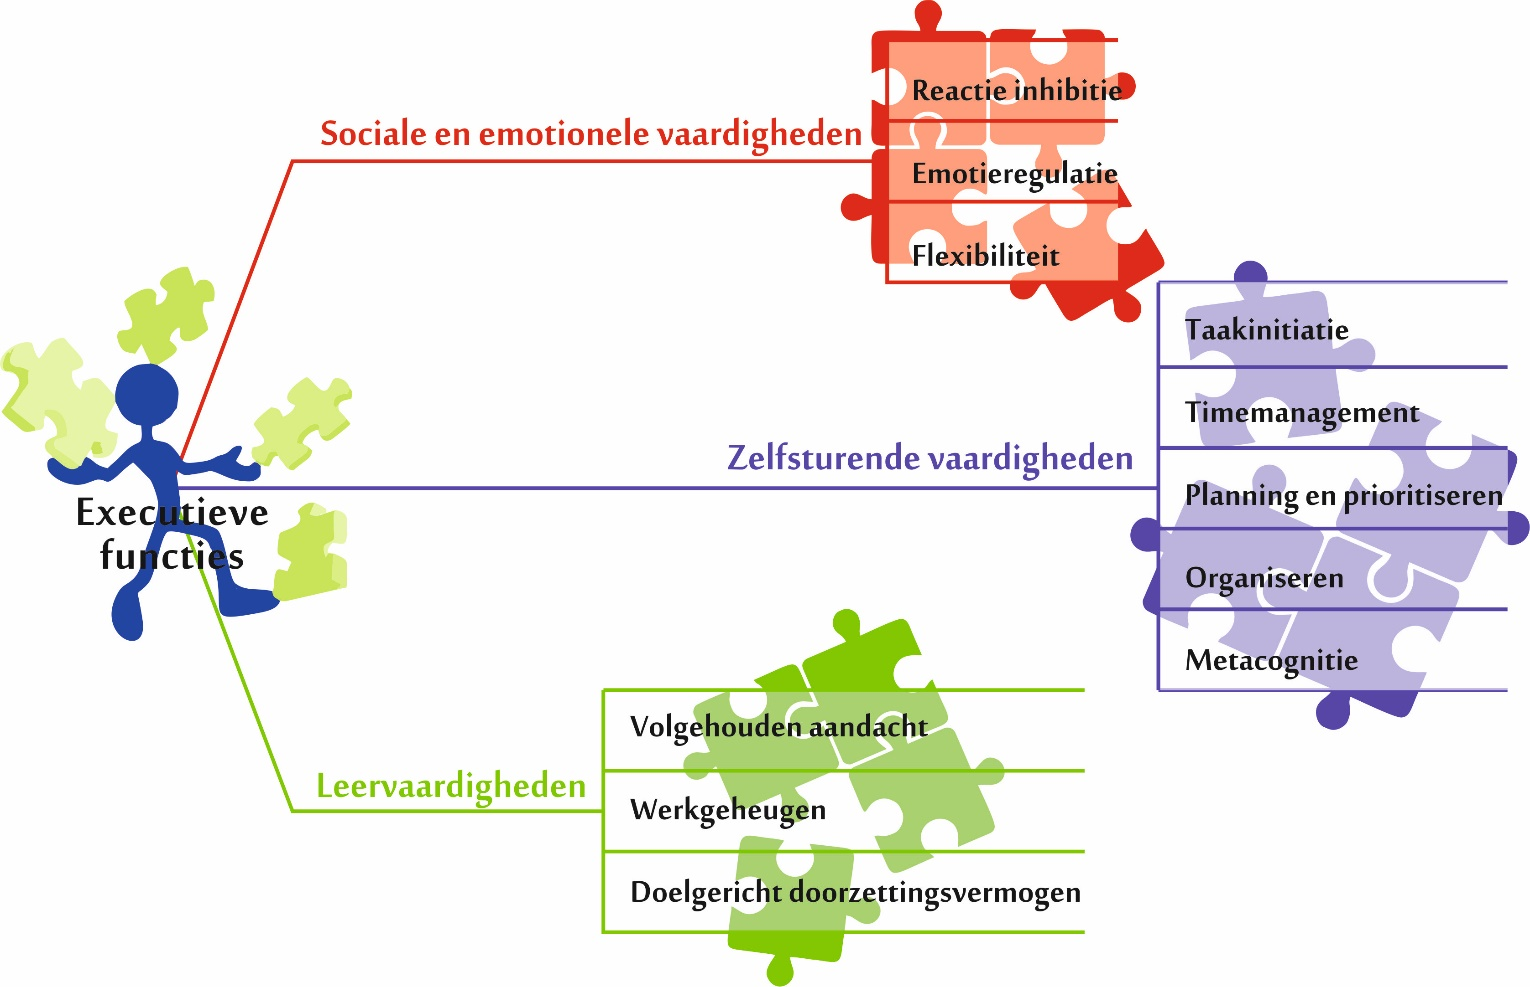 Sociale en emotionele vaardigheden
Reactie inhibitie
Emotieregulatie
Flexibiliteit
Executieve
functies
Zelfsturende vaardigheden
Taakinitiatie
Timemanagement
Planning en prioritiseren
Organiseren
Metacognitie
Leervaardigheden
Volgehouden aandacht
Werkgeheugen
Doelgericht doorzettingsvermogen